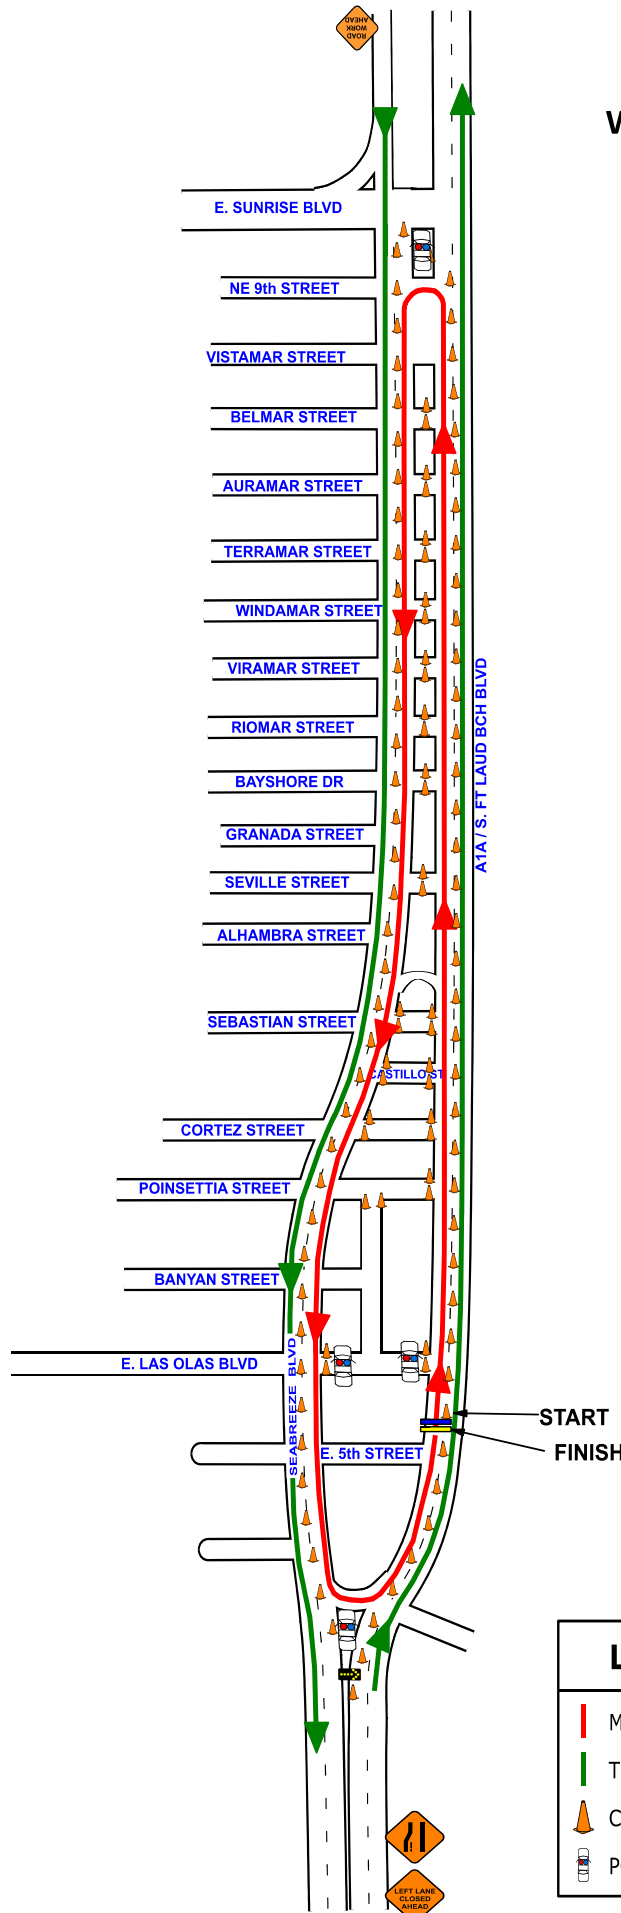 ROAD
WORK
AHEAD
V
E. SUNRISE BLVD
NE 9th STREET
VISTAMAR STREET
BELMAR STREET
AURAMAR STREET
TERRAMAR STREET
WINDAMAR STREET
VIRAMAR STREET
A1A / S. FT LAUD BCH BLVD
RIOMAR STREET
BAYSHORE DR
GRANADA STREET
SEVILLE STREET
ALHAMBRA STREET
SEBASTIAN STREET
CASTILLO ST
CORTEZ STREET
POINSETTIA STREET
BANYAN STREET
E. LAS OLAS BLVD
SEABREEZE BLVD
START
E. 5th STREET
FINISH
L
M
T
C
P
LEFT LANE
CLOSED
AHEAD